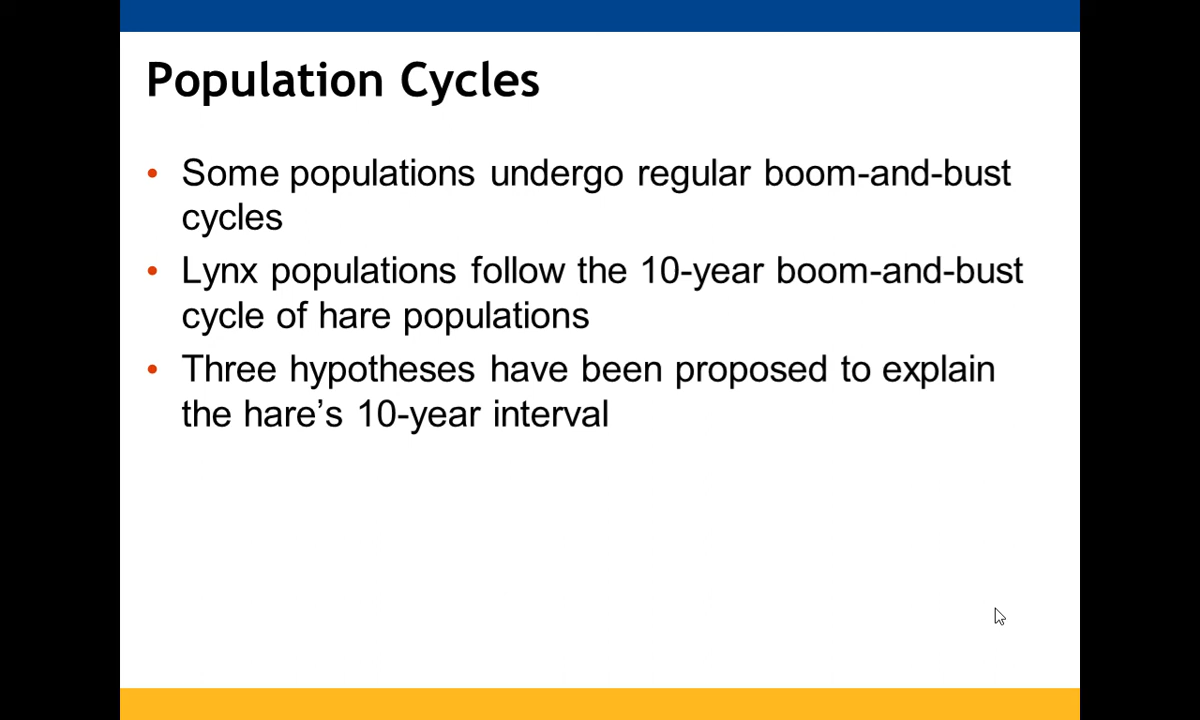 Population Cycles
• Some populations undergo regular boom-and-bust
cycles
• Lynx populations follow the 10-year boom-and-bust
cycle of hare populations
• Three hypotheses have been proposed to explain
the hare’s 10-year interval